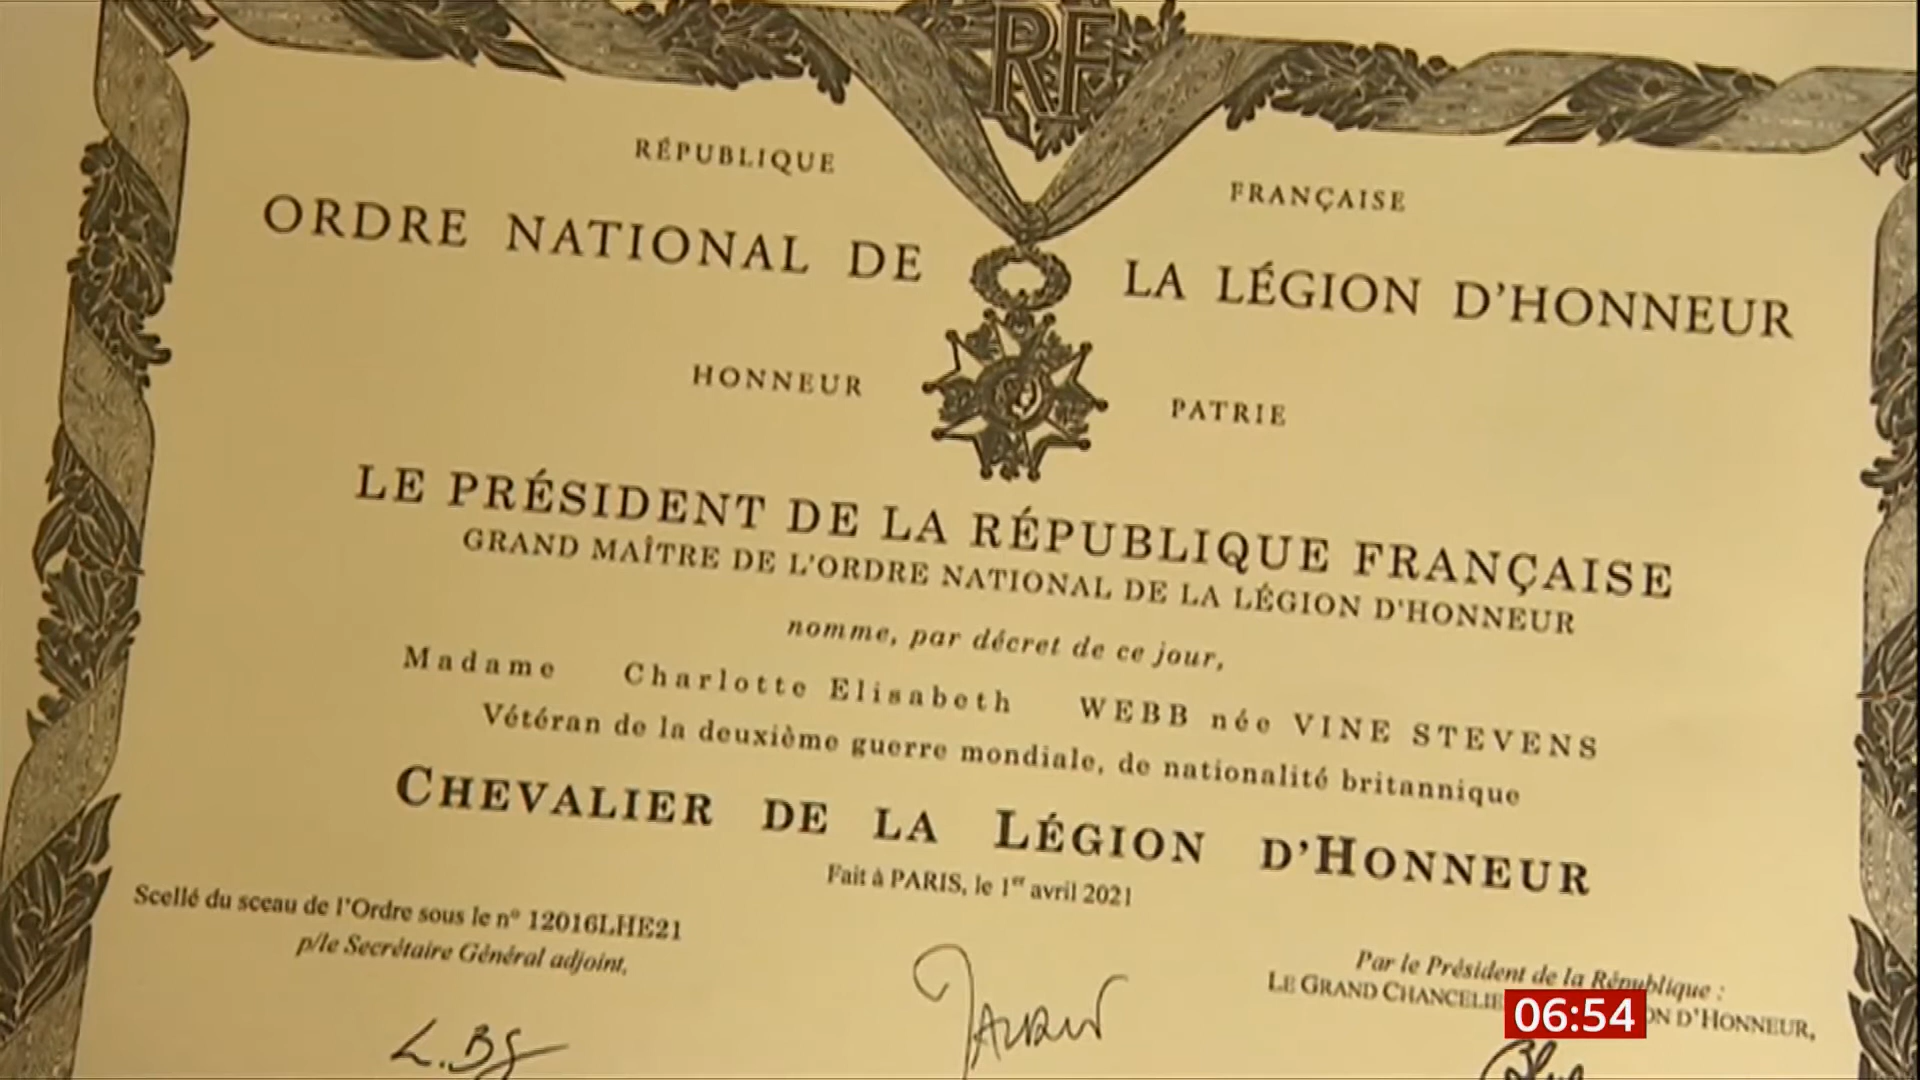 RF
RÉPUBLIQUE FRANÇAISE
ORDRE NATIONAL DE LA LÉGION D'HONNEUR
HONNEUR PATRIE
LE PRÉSIDENT DE LA RÉPUBLIQUE FRANÇAISE
GRAND MAÎTRE DE L'ORDRE NATIONAL DE LA LÉGION D'HONNEUR
nomme, par décret de ce jour,
Madame Charlotte Elisabeth WEBB née VINE STEVENS
Vétéran de la deuxième guerre mondiale, de nationalité britannique
CHEVALIER DE LA LÉGION D'HONNEUR
Fait à PARIS, le 1er avril 2021
Scellé du sceau de l'Ordre sous le nº 12016LHE21
p/le Secrétaire Général adjoint,
Par le Président de la République :
LE GRAND D'HONNEUR,
06:54